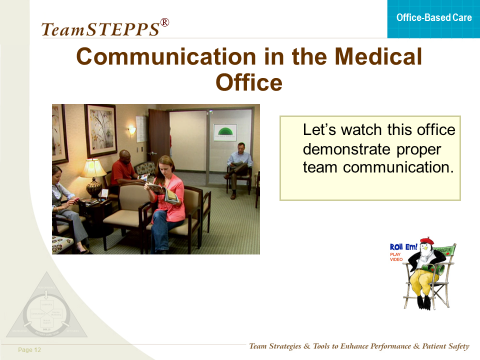 Office-Based Care
TeamSTEPPS®
Communication in the Medical
Office
Let's watch this office
demonstrate proper
team communication.
Roll Em!
PLAY
VIDEO
Page 12
Team Strategies & Tools to Enhance Performance & Patient Safety